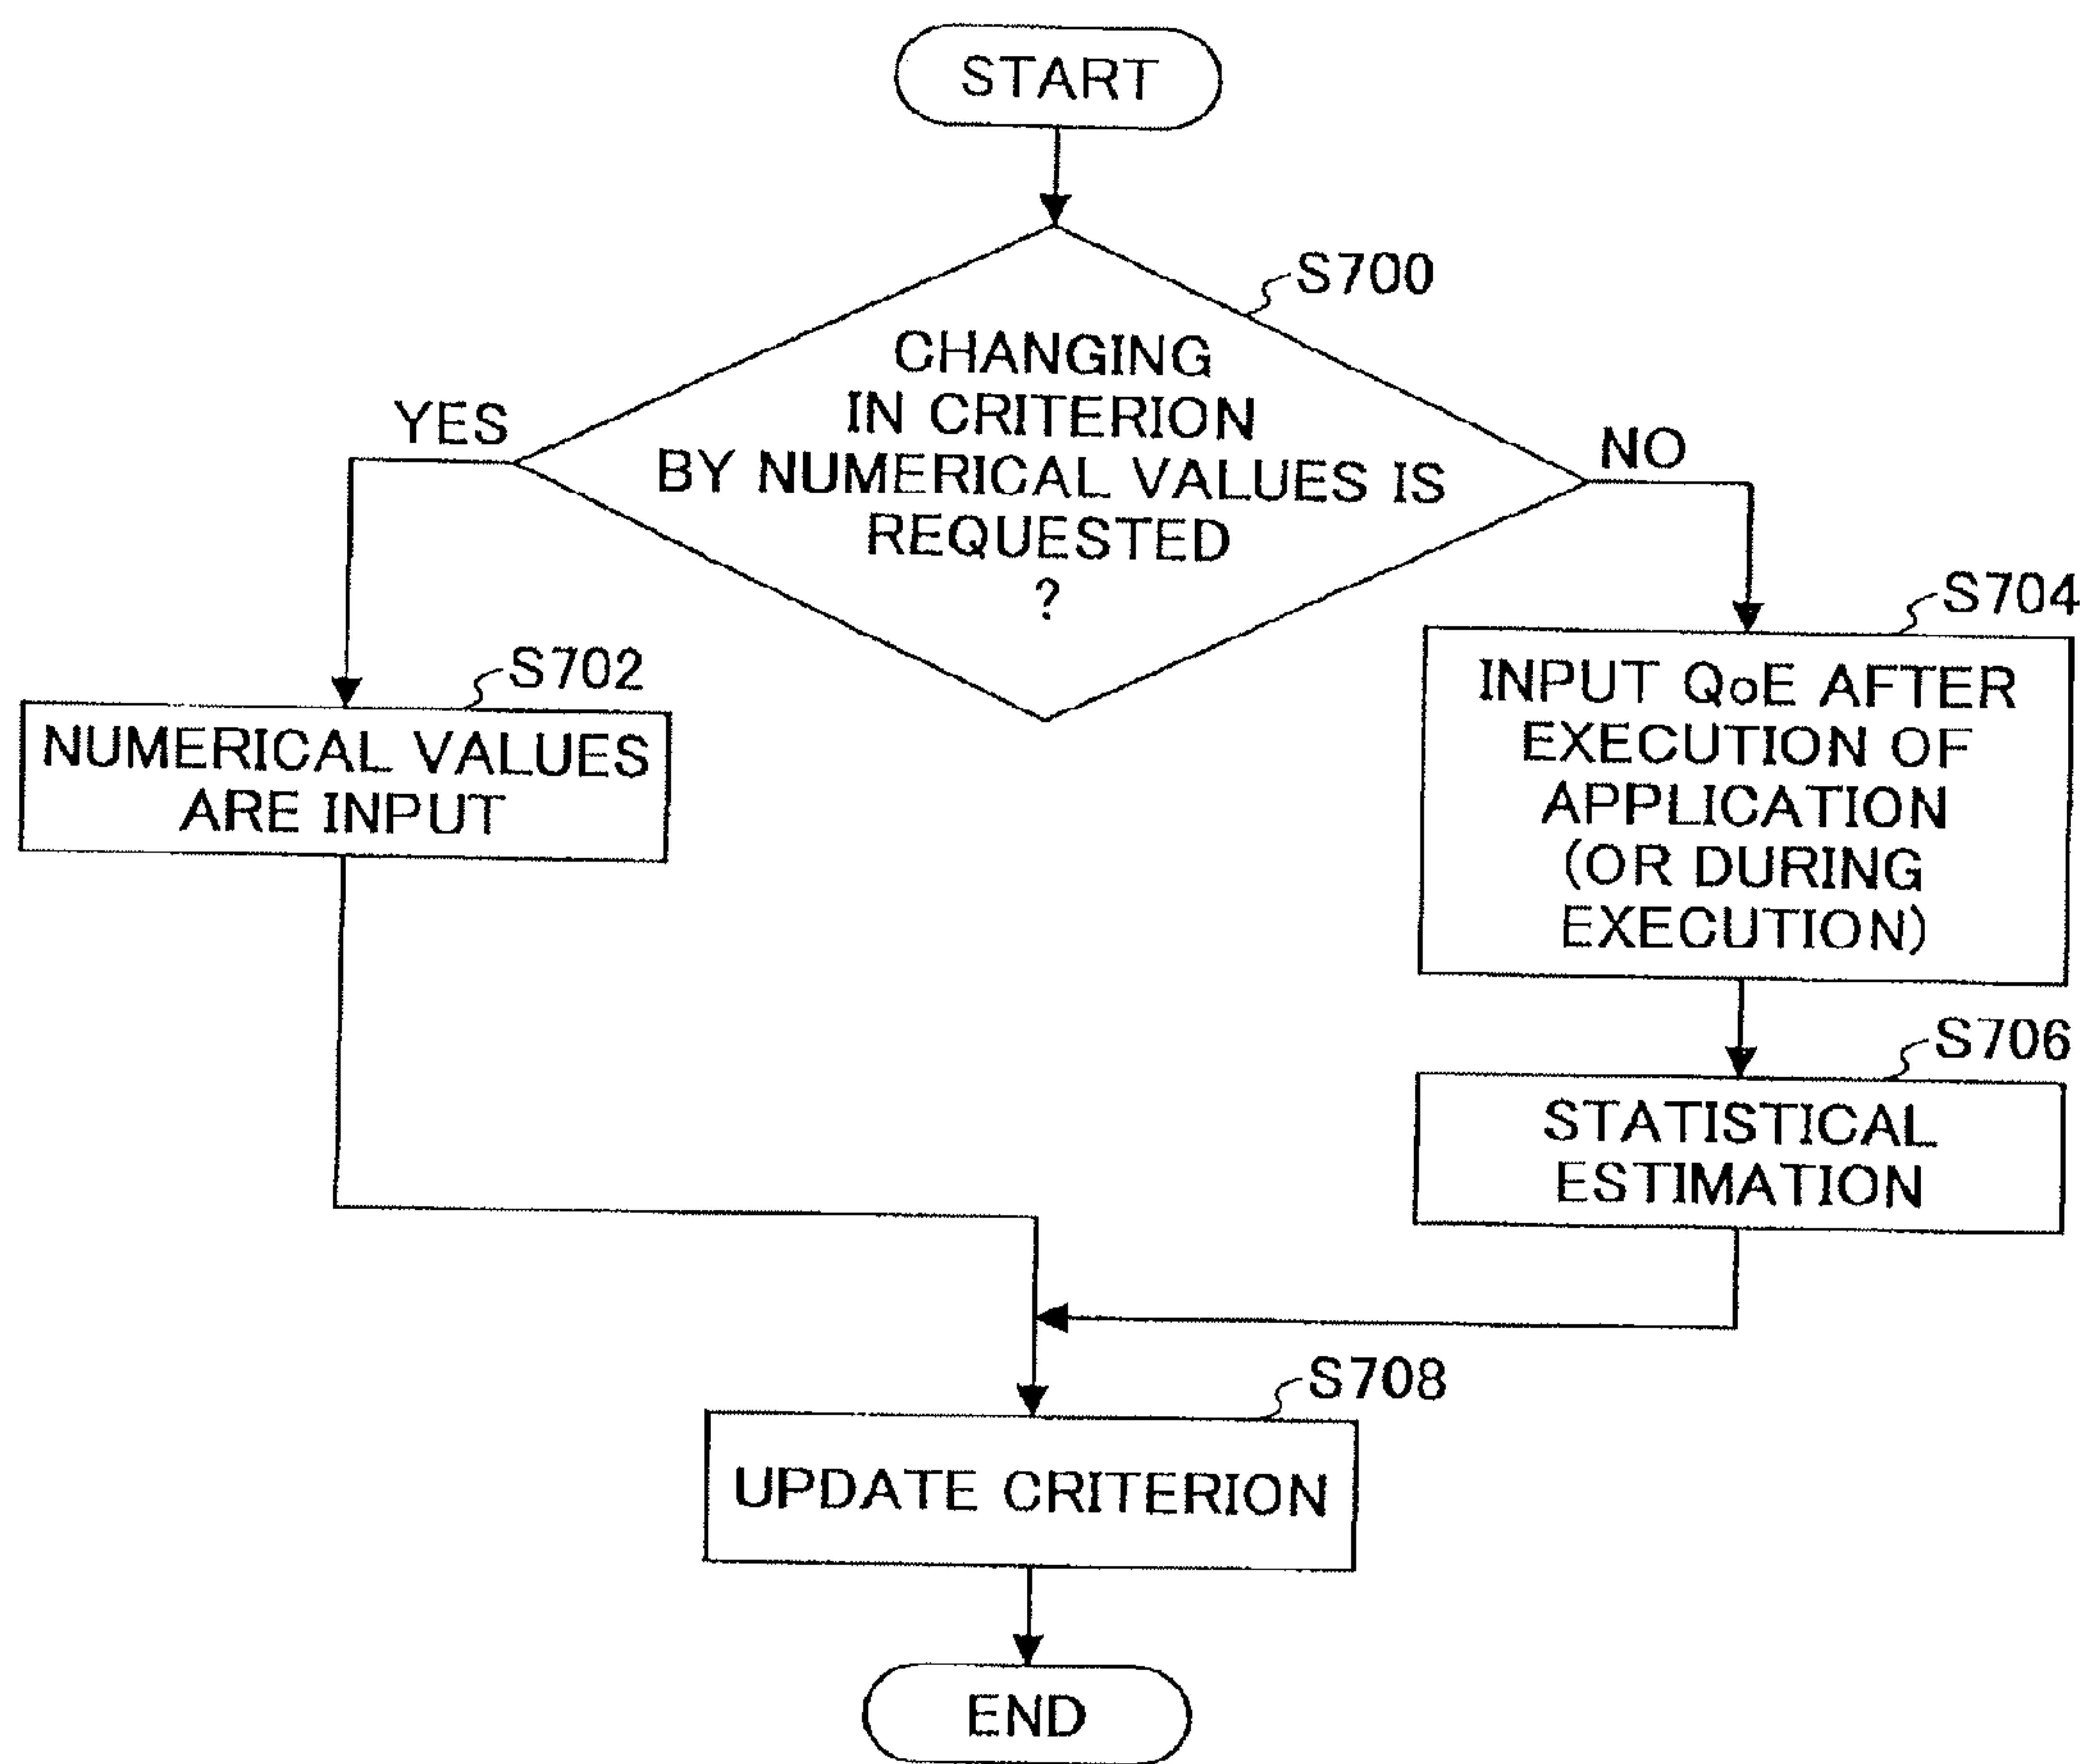 START
S700
CHANGING
IN CRITERION
BY NUMERICAL VALUES IS
REQUESTED
?
YES
NO
S702
NUMERICAL VALUES
ARE INPUT
S704
INPUT QoE AFTER
EXECUTION OF
APPLICATION
(OR DURING
EXECUTION)
S706
STATISTICAL
ESTIMATION
S708
UPDATE CRITERION
END